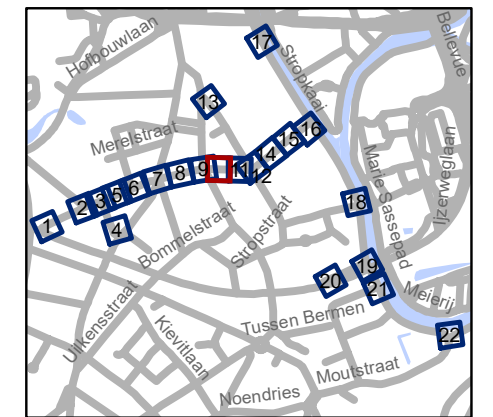 17
Hofbouwlaan
Stropkaai
Bellevue
13
Merelstraat
16
15
14
11
12
9
8
7
6
5
3
2
1
4
Marie Sassepad
Ijzerweglaan
18
Bommelstraat
Stropstraat
19
20
21
Meierij
Uilkensstraat
Kievitlaan
Tussen Bermen
22
Moutstraat
Noendries